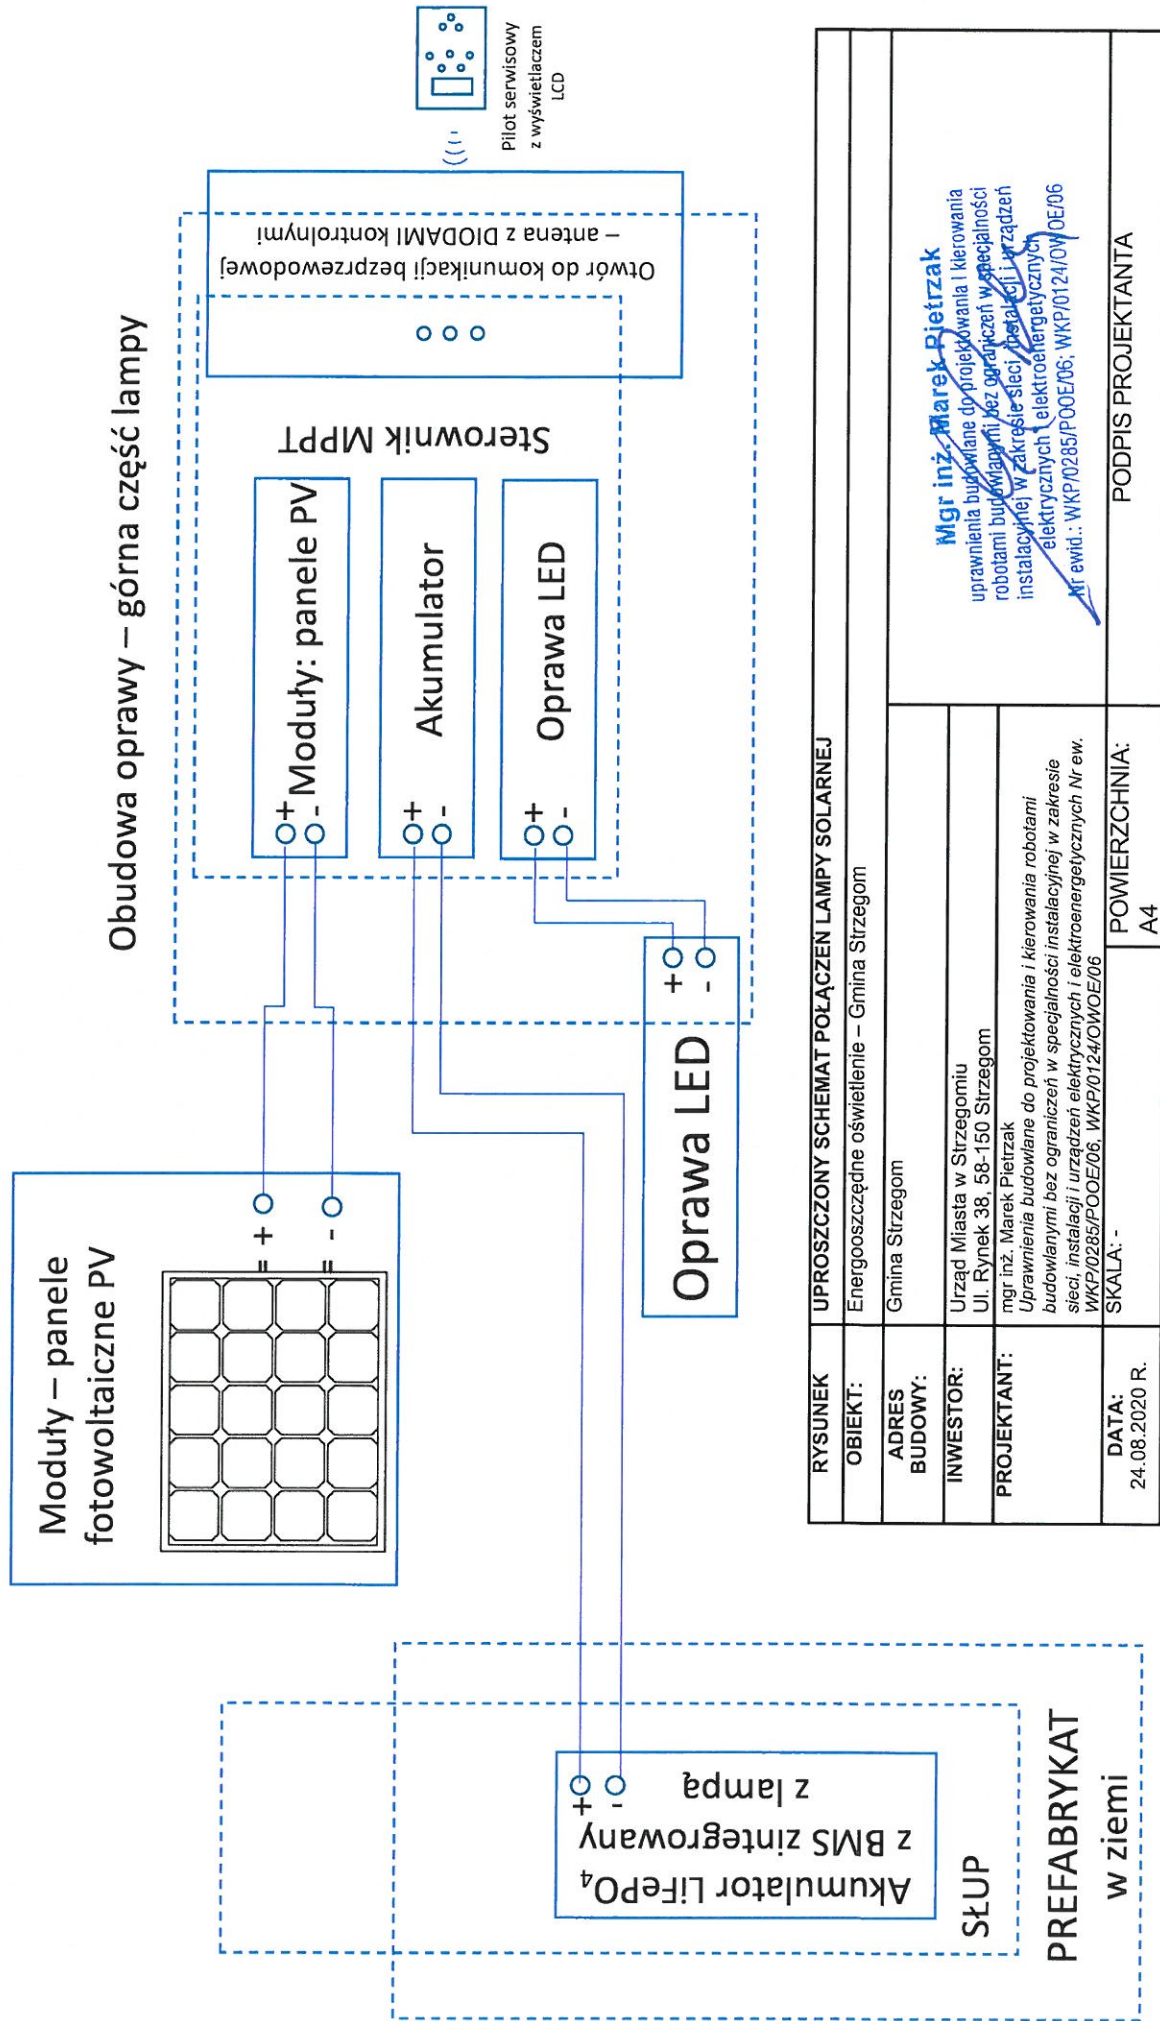 Moduły – panele
fotowoltaiczne PV
+
-
Obudowa oprawy – górna część lampy
+
-
Moduły: panele PV
+
-
Akumulator
+
-
Oprawa LED
Sterownik MPPT
Otwór do komunikacji bezprzewodowej
– antena z DIODAMI kontrolnymi
Pilot serwisowy
z wyświetlaczem
LCD
Oprawa LED
+
-
Akumulator LiFePO₄
z BMS zintegrowany
z lampą
+
-
SŁUP
PREFABRYKAT
w ziemi
RYSUNEK
UPROSZCZONY SCHEMAT POŁĄCZEN LAMPY SOLARNEJ
OBIEKT:
Energooszczędne oświetlenie – Gmina Strzegom
ADRES
BUDOWY:
Gmina Strzegom
INWESTOR:
Urząd Miasta w Strzegomiu
Ul. Rynek 38, 58-150 Strzegom
PROJEKTANT:
mgr inż. Marek Pietrzak
Uprawnienia budowlane do projektowania i kierowania robotami
budowlanymi bez ograniczeń w specjalności instalacyjnej w zakresie
sieci, instalacji i urządzeń elektrycznych i elektroenergetycznych Nr ew.
WKP/0285/POOE/06, WKP/0124/OWOE/06
DATA:
24.08.2020 R.
SKALA: -
POWIERZCHNIA:
A4
PODPIS PROJEKTANTA
Mgr inż. Marek Pietrzak
uprawnienia budowlane do projektowania i kierowania
robotami budowlanymi bez ograniczeń w specjalności
instalacyjnej w zakresie sieci instalacji i urządzeń
elektrycznych i elektroenergetycznych
Nr ewid.: WKP/0285/POOE/06; WKP/0124/OWOE/06